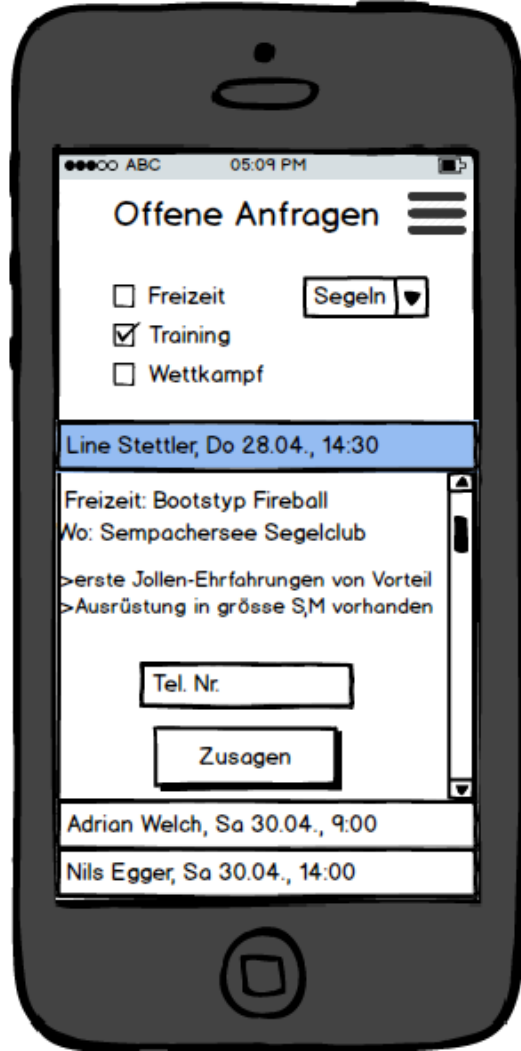 ABC 05:09 PM
Offene Anfragen
Freizeit
Segeln
Training
Wettkampf
Line Stettler, Do 28.04., 14:30
Freizeit: Bootstyp Fireball
Wo: Sempachersee Segelclub
>erste Jollen-Ehrfahrungen von Vorteil
>Ausrüstung in grösse S,M vorhanden
Tel. Nr.
Zusagen
Adrian Welch, Sa 30.04., 9:00
Nils Egger, Sa 30.04., 14:00